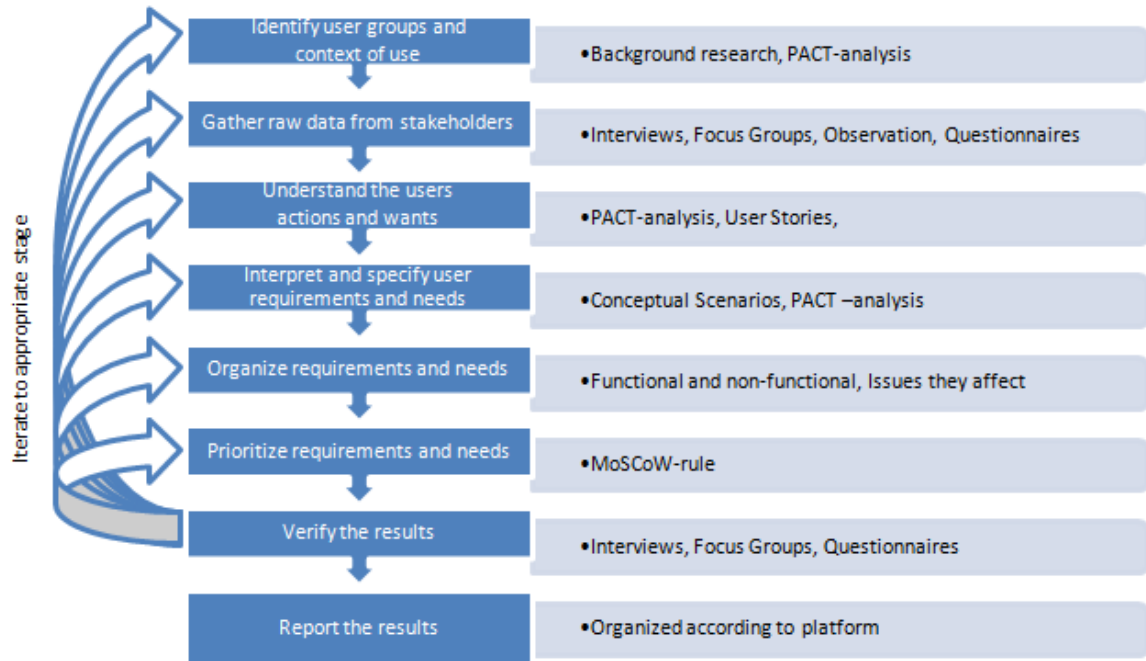 Iterate to appropriate stage
Identify user groups and
context of use
•Background research, PACT-analysis
Gather raw data from stakeholders
•Interviews, Focus Groups, Observation, Questionnaires
Understand the users
actions and wants
•PACT-analysis, User Stories,
Interpret and specify user
requirements and needs
•Conceptual Scenarios, PACT –analysis
Organize requirements and needs
•Functional and non-functional, Issues they affect
Prioritize requirements and needs
•MoSCoW-rule
Verify the results
•Interviews, Focus Groups, Questionnaires
Report the results
•Organized according to platform